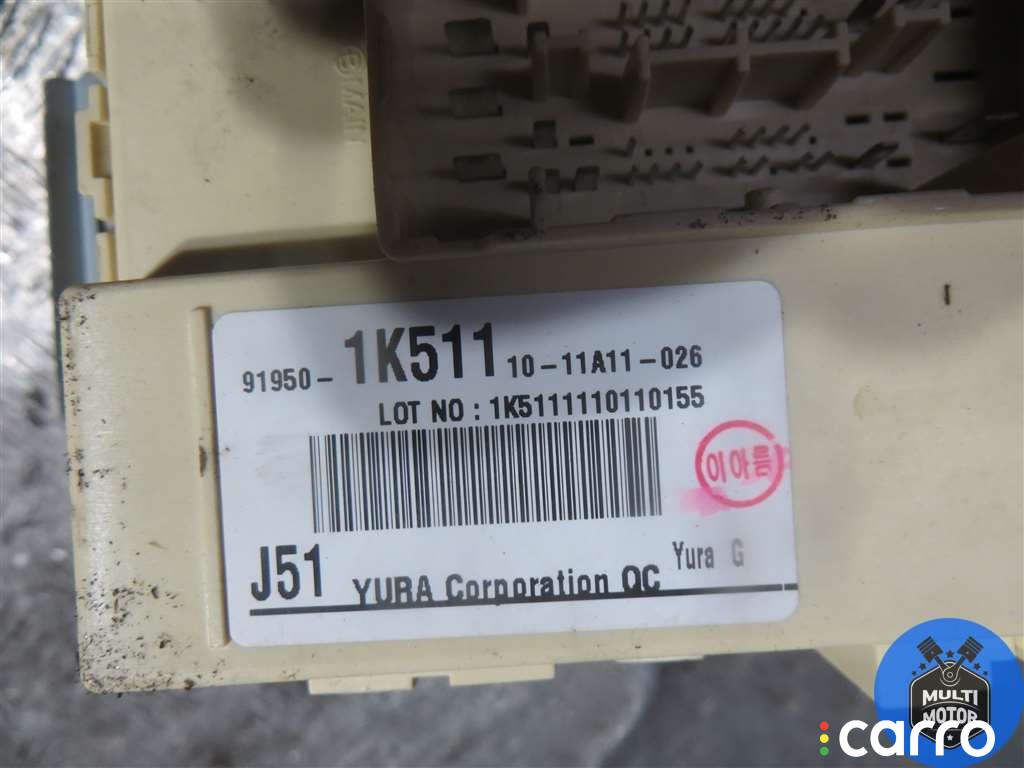 91950- 1K511 10-11A11-026
LOT NO : 1K5111110110155
이아름
J51 YURA Corporation QC Yura G
MULTI
MOTOR
carro